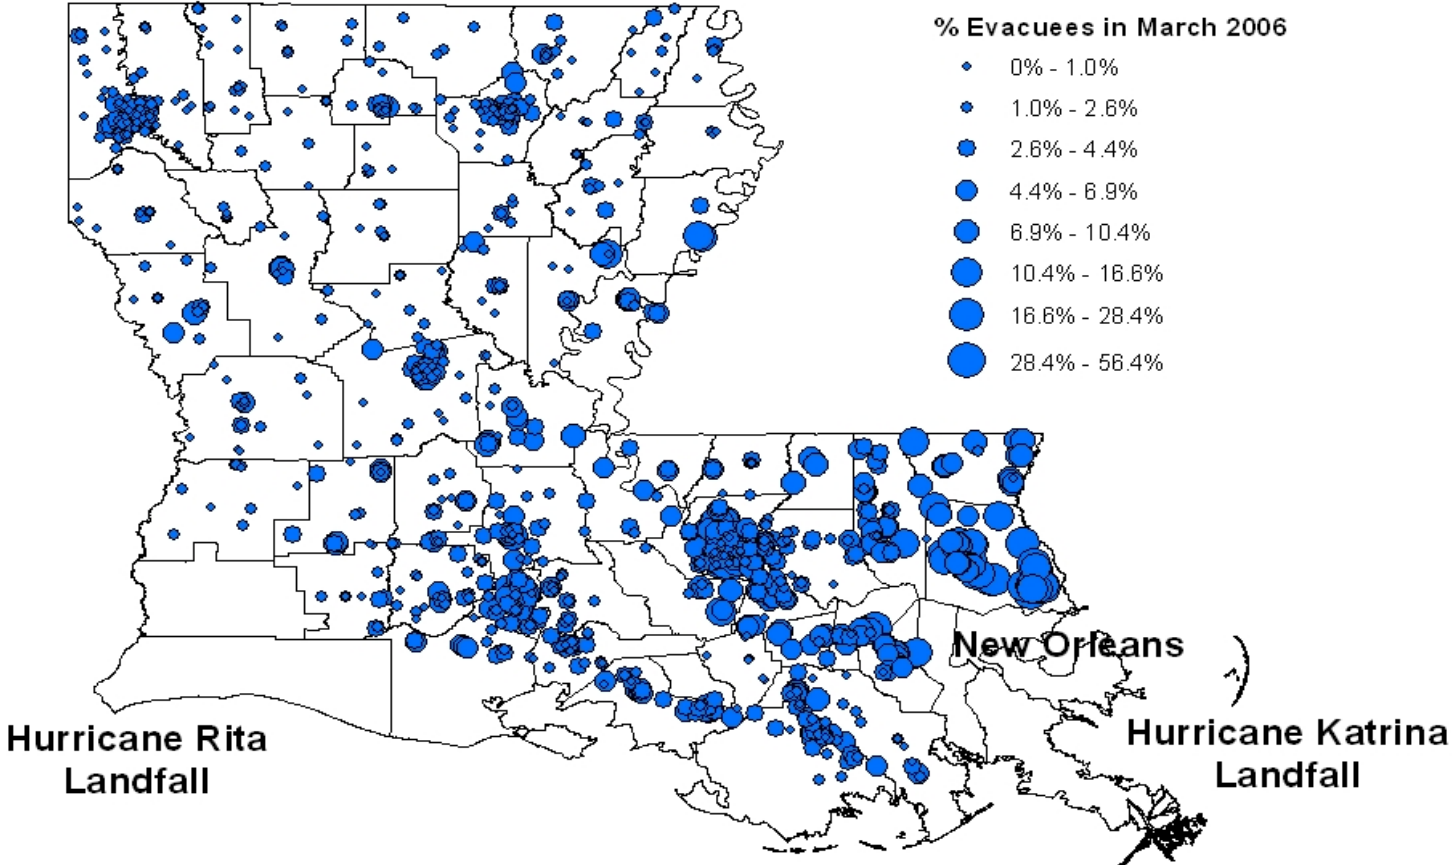 % Evacuees in March 2006
0% - 1.0%
1.0% - 2.6%
2.6% - 4.4%
4.4% - 6.9%
6.9% - 10.4%
10.4% - 16.6%
16.6% - 28.4%
28.4% - 56.4%
New Orleans
Hurricane Rita
Landfall
Hurricane Katrina
Landfall